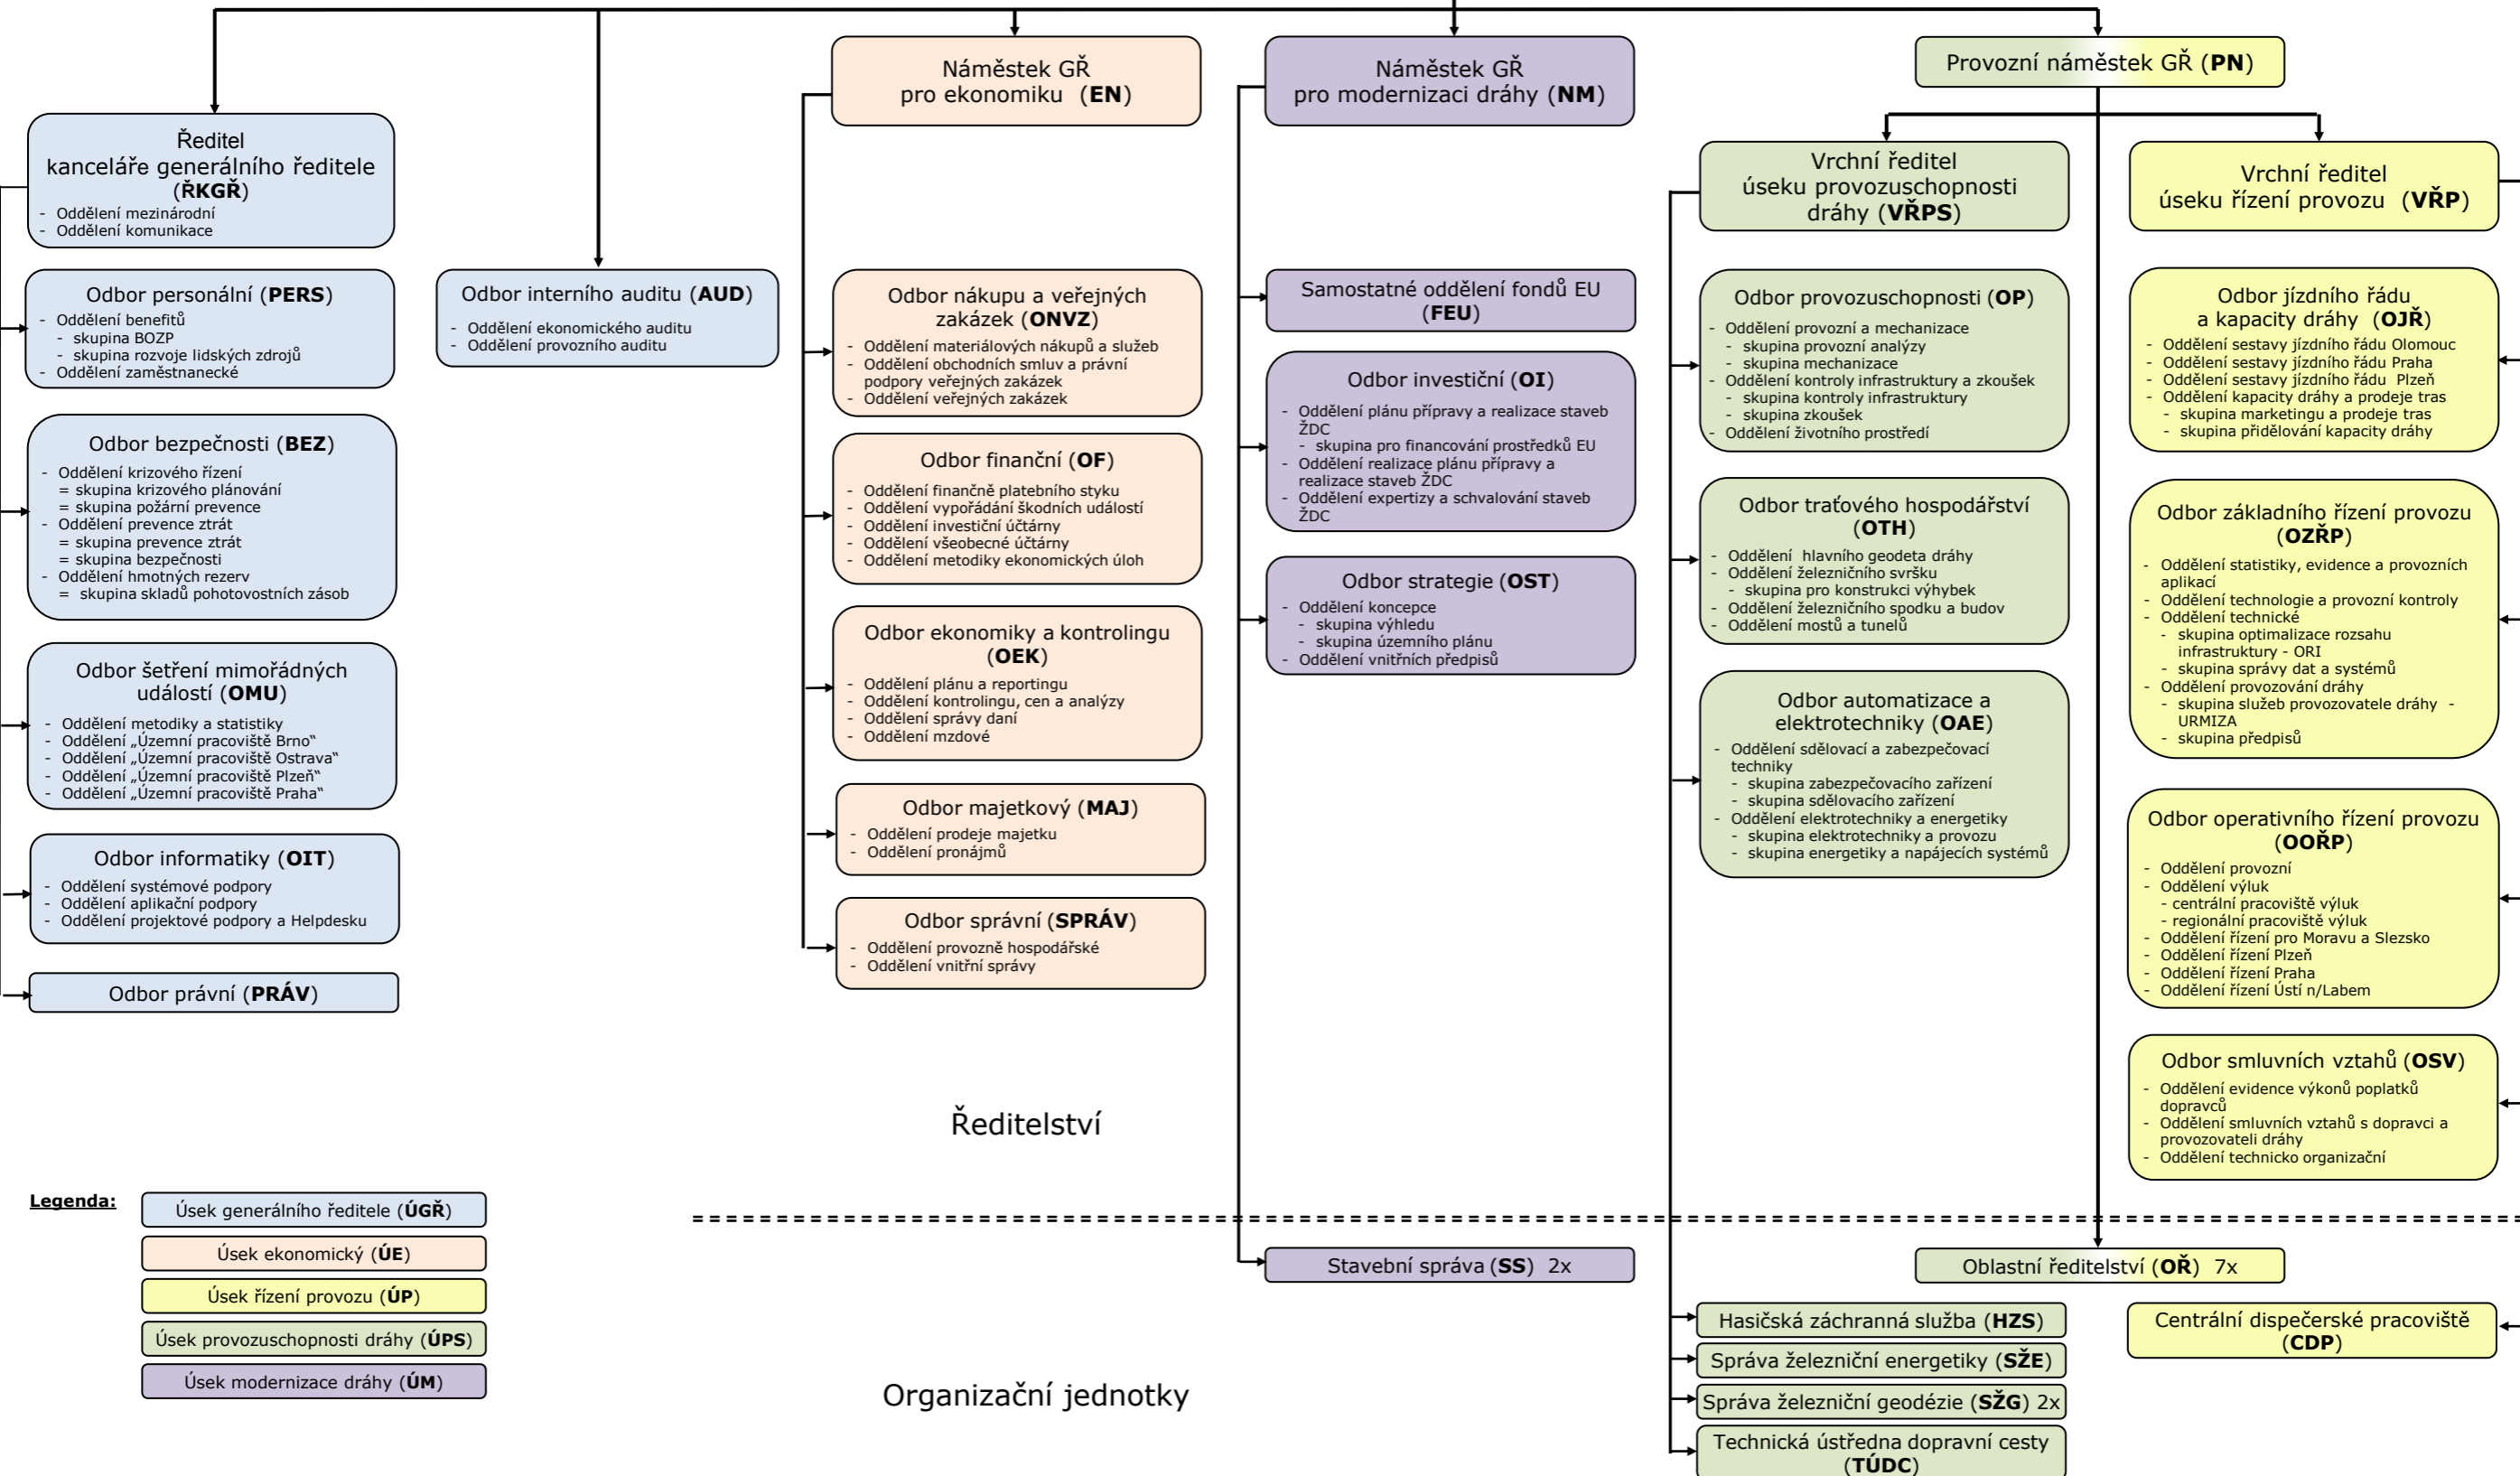 Ředitel
kanceláře generálního ředitele
(ŘKGŘ)
- Oddělení mezinárodní
- Oddělení komunikace
Odbor personální (PERS)
- Oddělení benefitů
- skupina BOZP
- skupina rozvoje lidských zdrojů
- Oddělení zaměstnanecké
Odbor bezpečnosti (BEZ)
- Oddělení krizového řízení
= skupina krizového plánování
= skupina požární prevence
- Oddělení prevence ztrát
= skupina prevence ztrát
= skupina bezpečnosti
- Oddělení hmotných rezerv
= skupina skladů pohotovostních zásob
Odbor šetření mimořádných
událostí (OMU)
- Oddělení metodiky a statistiky
- Oddělení „Územní pracoviště Brno“
- Oddělení „Územní pracoviště Ostrava“
- Oddělení „Územní pracoviště Plzeň“
- Oddělení „Územní pracoviště Praha“
Odbor informatiky (OIT)
- Oddělení systémové podpory
- Oddělení aplikační podpory
- Oddělení projektové podpory a Helpdesku
Odbor právní (PRÁV)
Odbor interního auditu (AUD)
- Oddělení ekonomického auditu
- Oddělení provozního auditu
Náměstek GŘ
pro ekonomiku (EN)
Odbor nákupu a veřejných
zakázek (ONVZ)
- Oddělení materiálových nákupů a služeb
- Oddělení obchodních smluv a právní
podpory veřejných zakázek
- Oddělení veřejných zakázek
Odbor finanční (OF)
- Oddělení finančně platebního styku
- Oddělení vypořádání škodních událostí
- Oddělení investiční účtárny
- Oddělení všeobecné účtárny
- Oddělení metodiky ekonomických úloh
Odbor ekonomiky a kontrolingu
(OEK)
- Oddělení plánu a reportingu
- Oddělení kontrolingu, cen a analýzy
- Oddělení správy daní
- Oddělení mzdové
Odbor majetkový (MAJ)
- Oddělení prodeje majetku
- Oddělení pronájmů
Odbor správní (SPRÁV)
- Oddělení provozně hospodářské
- Oddělení vnitřní správy
Náměstek GŘ
pro modernizaci dráhy (NM)
Samostatné oddělení fondů EU
(FEU)
Odbor investiční (OI)
- Oddělení plánu přípravy a realizace staveb
ŽDC
- skupina pro financování prostředků EU
- Oddělení realizace plánu přípravy a
realizace staveb ŽDC
- Oddělení expertizy a schvalování staveb
ŽDC
Odbor strategie (OST)
- Oddělení koncepce
- skupina výhledu
- skupina územního plánu
- Oddělení vnitřních předpisů
Provozní náměstek GŘ (PN)
Vrchní ředitel
úseku provozuschopnosti
dráhy (VŘPS)
Odbor provozuschopnosti (OP)
- Oddělení provozní a mechanizace
- skupina provozní analýzy
- skupina mechanizace
- Oddělení kontroly infrastruktury a zkoušek
- skupina kontroly infrastruktury
- skupina zkoušek
- Oddělení životního prostředí
Odbor traťového hospodářství
(OTH)
- Oddělení hlavního geodeta dráhy
- Oddělení železničního svršku
- skupina pro konstrukci výhybek
- Oddělení železničního spodku a budov
- Oddělení mostů a tunelů
Odbor automatizace a
elektrotechniky (OAE)
- Oddělení sdělovací a zabezpečovací
techniky
- skupina zabezpečovacího zařízení
- skupina sdělovacího zařízení
- Oddělení elektrotechniky a energetiky
- skupina elektrotechniky a provozu
- skupina energetiky a napájecích systémů
Vrchní ředitel
úseku řízení provozu (VŘP)
Odbor jízdního řádu
a kapacity dráhy (OJŘ)
- Oddělení sestavy jízdního řádu Olomouc
- Oddělení sestavy jízdního řádu Praha
- Oddělení sestavy jízdního řádu Plzeň
- Oddělení kapacity dráhy a prodeje tras
- skupina marketingu a prodeje tras
- skupina přidělování kapacity dráhy
Odbor základního řízení provozu
(OZŘP)
- Oddělení statistiky, evidence a provozních
aplikací
- Oddělení technologie a provozní kontroly
- Oddělení technické
- skupina optimalizace rozsahu
infrastruktury - ORI
- skupina správy dat a systémů
- Oddělení provozování dráhy
- skupina služeb provozovatele dráhy -
URMIZA
- skupina předpisů
Odbor operativního řízení provozu
(OOŘP)
- Oddělení provozní
- Oddělení výluk
- centrální pracoviště výluk
- regionální pracoviště výluk
- Oddělení řízení pro Moravu a Slezsko
- Oddělení řízení Plzeň
- Oddělení řízení Praha
- Oddělení řízení Ústí n/Labem
Odbor smluvních vztahů (OSV)
- Oddělení evidence výkonů poplatků
dopravců
- Oddělení smluvních vztahů s dopravci a
provozovateli dráhy
- Oddělení technicko organizační
Ředitelství
Legenda:
Úsek generálního ředitele (ÚGŘ)
Úsek ekonomický (ÚE)
Úsek řízení provozu (ÚP)
Úsek provozuschopnosti dráhy (ÚPS)
Úsek modernizace dráhy (ÚM)
Organizační jednotky
Stavební správa (SS) 2x
Oblastní ředitelství (OŘ) 7x
Hasičská záchranná služba (HZS)
Správa železniční energetiky (SŽE)
Správa železniční geodézie (SŽG) 2x
Technická ústředna dopravní cesty
(TÚDC)
Centrální dispečerské pracoviště
(CDP)